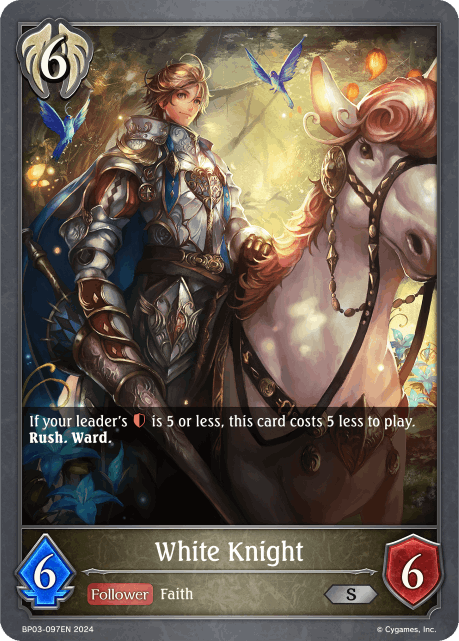 6
If your leader's is 5 or less, this card costs 5 less to play.
Rush. Ward.
White Knight
6
Follower Faith
S
6
BP03-097EN 2024
© Cygames, Inc.